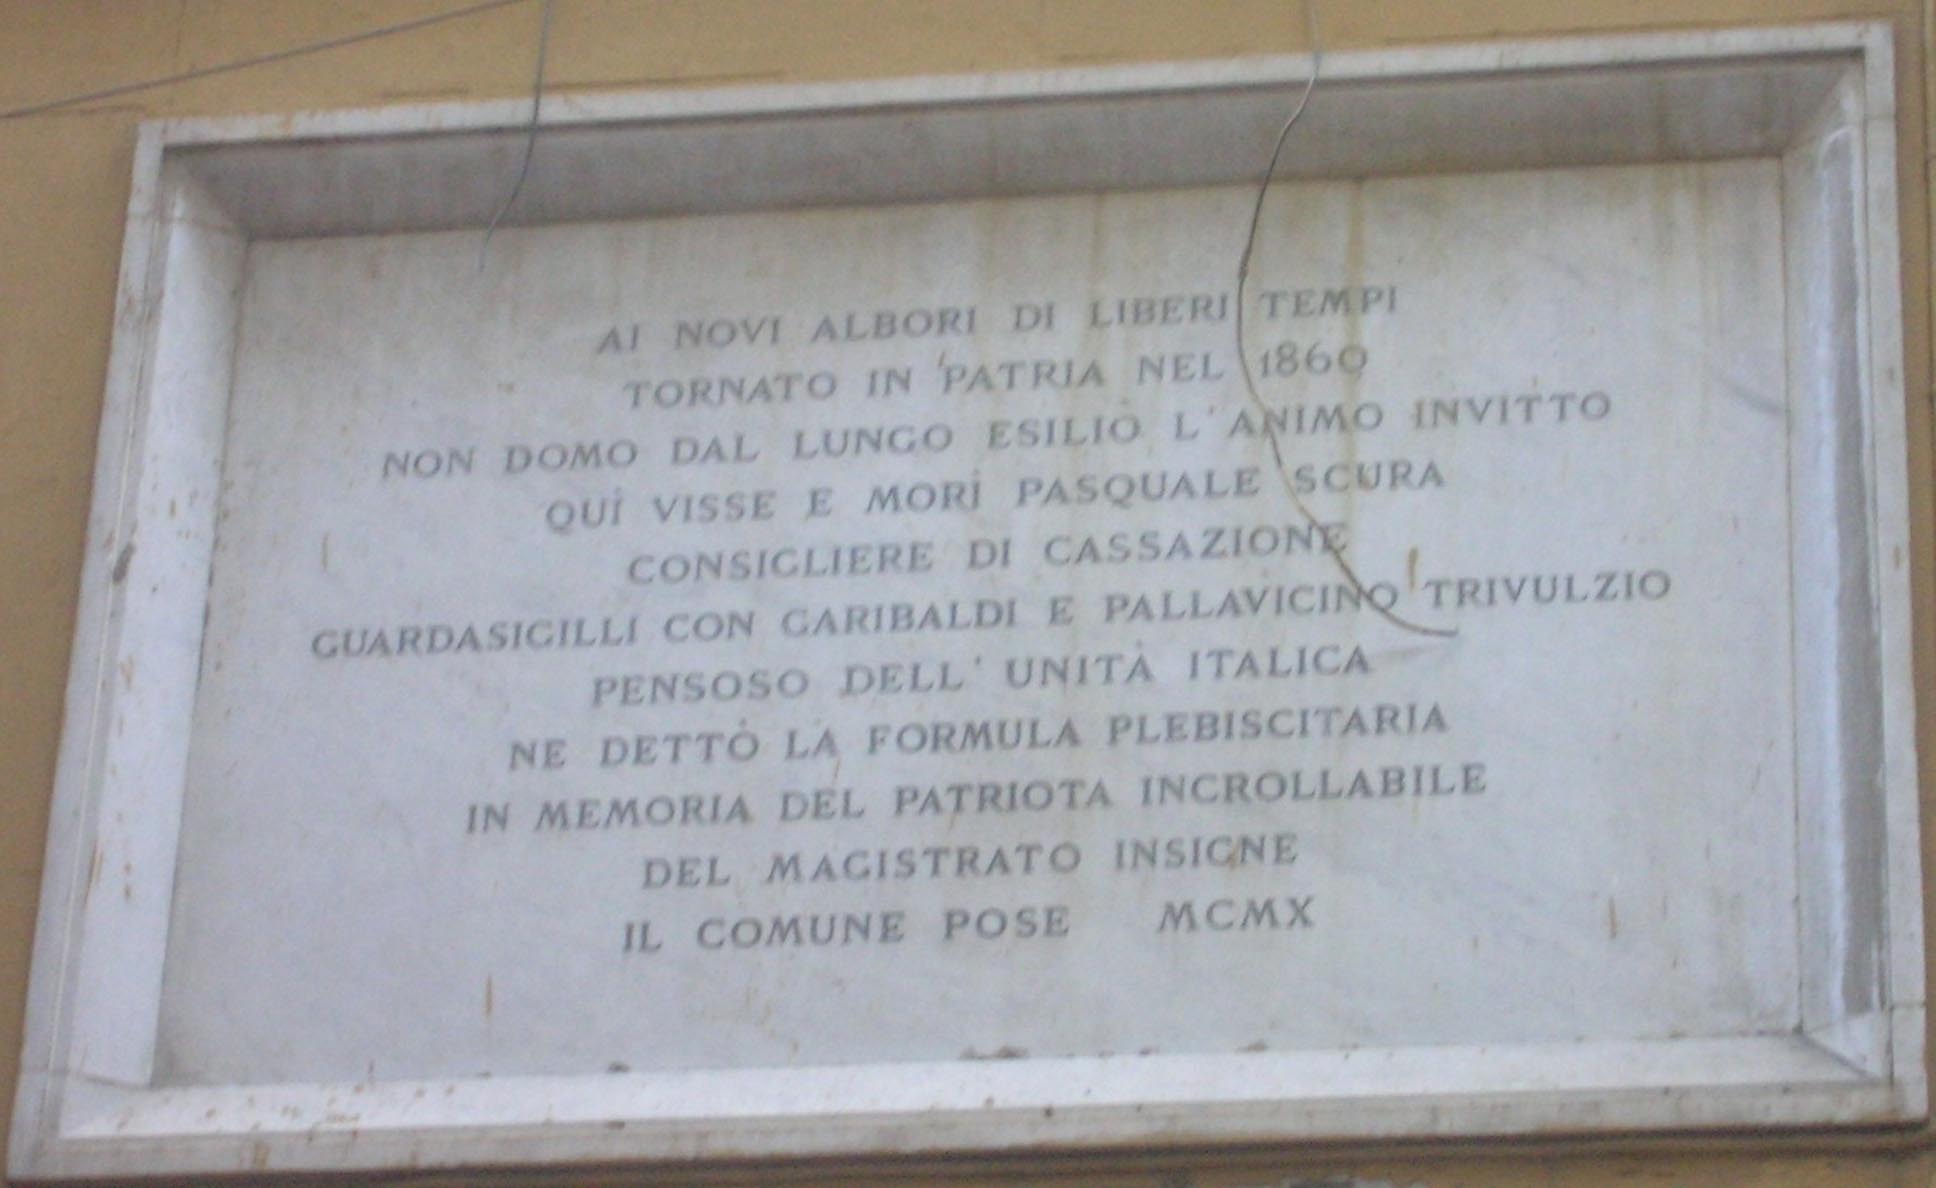 AI NOVI ALBORI DI LIBERI TEMPI
TORNATO IN PATRIA NEL 1860
NON DOMO DAL LUNGO ESILIO L'ANIMO INVITTO
QUI VISSE E MORÌ PASQUALE SCURA
CONSIGLIERE DI CASSAZIONE
GUARDASIGILLI CON GARIBALDI E PALLAVICINO TRIVULZIO
PENSOSO DELL'UNITÀ ITALICA
NE DETTÒ LA FORMULA PLEBISCITARIA
IN MEMORIA DEL PATRIOTA INCROLLABILE
DEL MAGISTRATO INSIGNE
IL COMUNE POSE MCMX